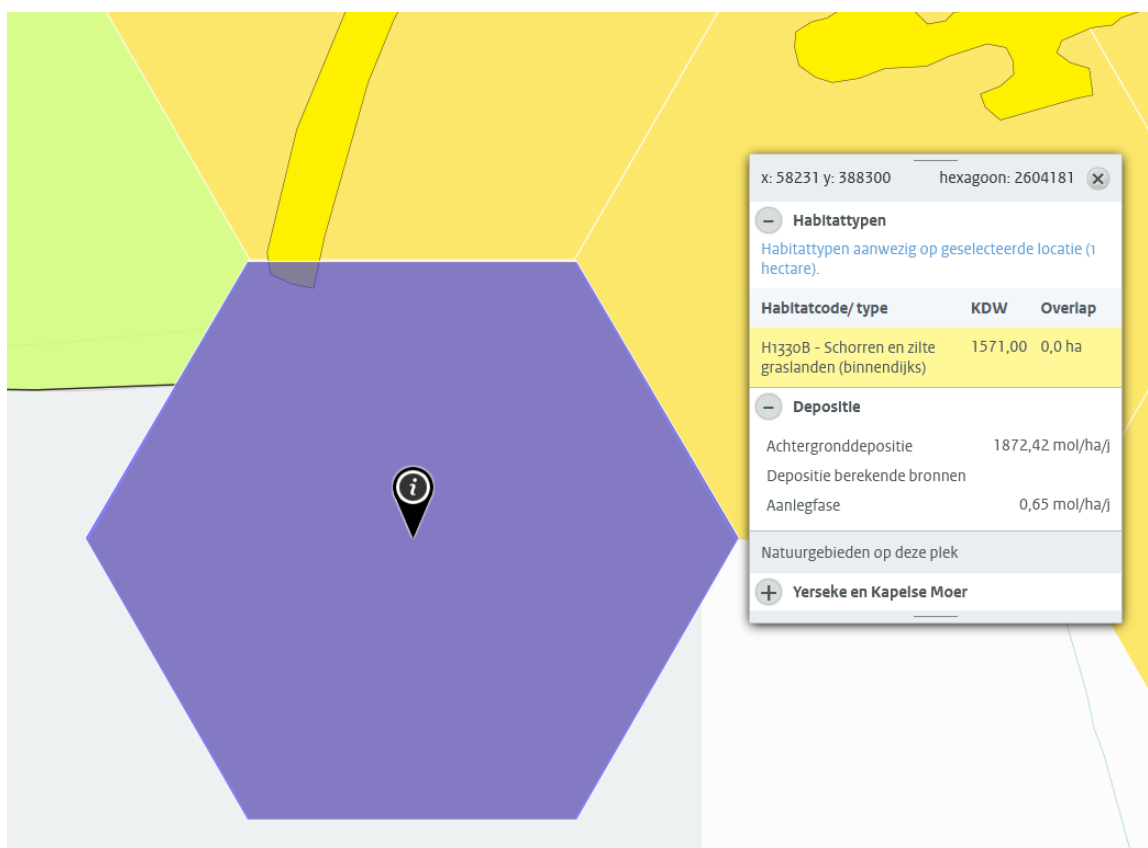 x: 58231 y: 388300 hexagoon: 2604181
Habitattypen
Habitattypen aanwezig op geselecteerde locatie (1
hectare).
Habitatcode/ type KDW Overlap
H1330B - Schorren en zilte 1571,00 0,0 ha
graslanden (binnendijks)
Depositie
Achtergronddepositie 1872,42 mol/ha/j
Depositie berekende bronnen
Aanlegfase 0,65 mol/ha/j
Natuurgebieden op deze plek
Yerseke en Kapelse Moer